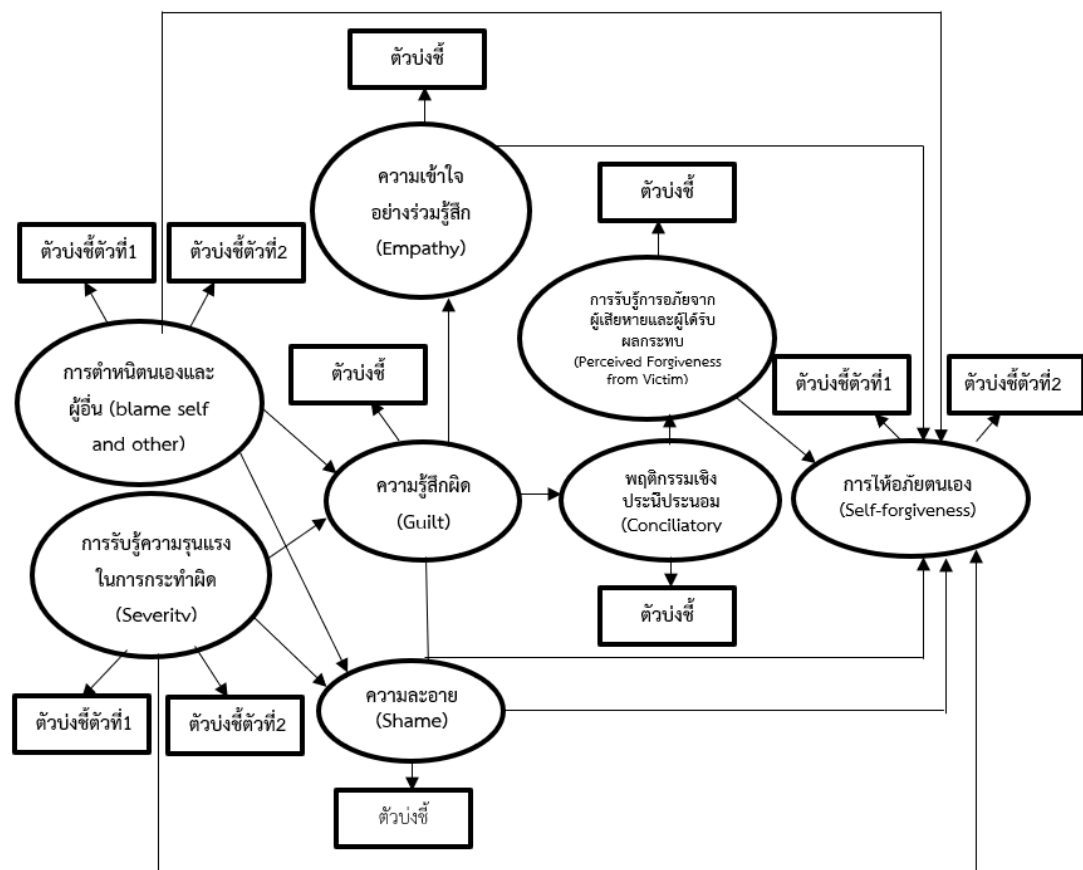 ตัวบ่งชี้
ความเข้าใจ
อย่างร่วมรู้สึก
(Empathy)
ตัวบ่งชี้
ตัวบ่งชี้ตัวที่1
ตัวบ่งชี้ตัวที่2
การรับรู้การอภัยจาก
ผู้เสียหายและผู้ได้รับ
ผลกระทบ
(Perceived Forgiveness
from Victim)
การตำหนิตนเองและ
ผู้อื่น (blame self
and other)
ตัวบ่งชี้
ตัวบ่งชี้ตัวที่1
ตัวบ่งชี้ตัวที่2
ความรู้สึกผิด
(Guilt)
พฤติกรรมเชิง
ประนีประนอม
(Conciliatory
การให้อภัยตนเอง
(Self-forgiveness)
การรับรู้ความรุนแรง
ในการกระทำผิด
(Severity)
ตัวบ่งชี้
ตัวบ่งชี้ตัวที่1
ตัวบ่งชี้ตัวที่2
ความละอาย
(Shame)
ตัวบ่งชี้